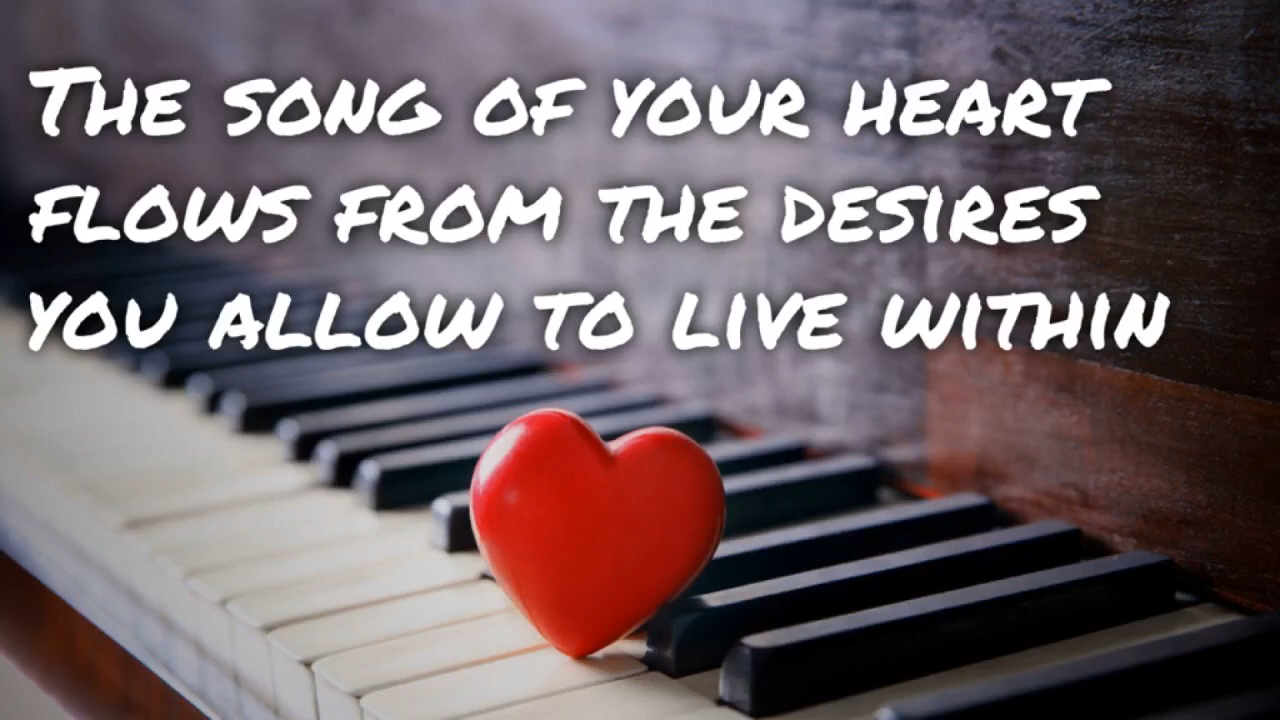 The song of your heart
flows from the desires
you allow to live within